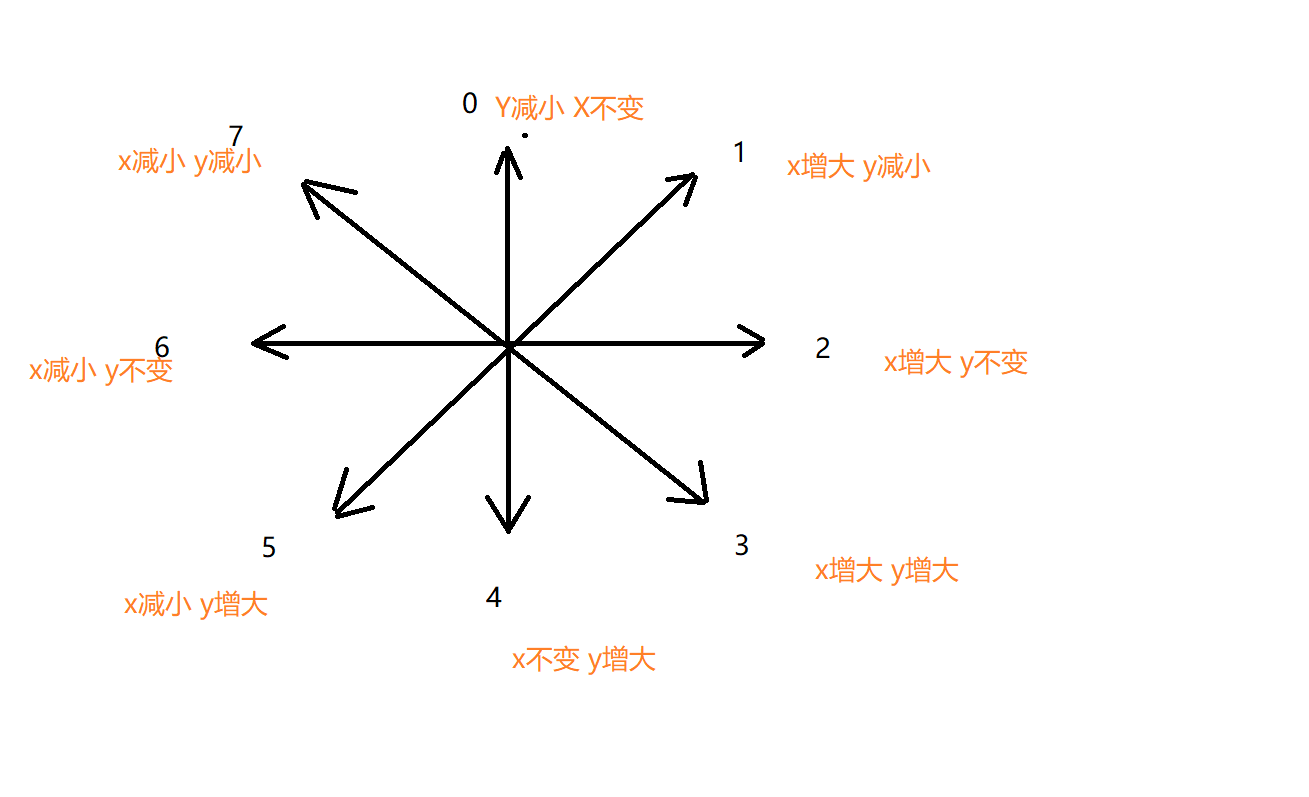 0
Y减小 X不变
7
x减小 y减小
1
x增大 y减小
6
x减小 y不变
2
x增大 y不变
5
x减小 y增大
3
x增大 y增大
4
x不变 y增大